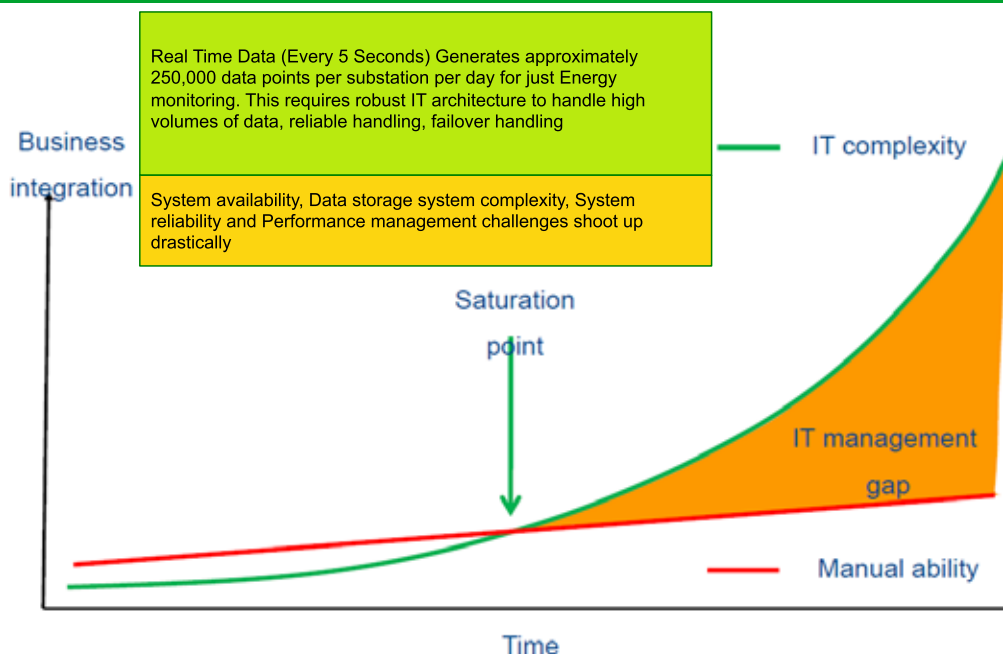 Real Time Data (Every 5 Seconds) Generates approximately
250,000 data points per substation per day for just Energy
monitoring. This requires robust IT architecture to handle high
volumes of data, reliable handling, failover handling
System availability, Data storage system complexity, System
reliability and Performance management challenges shoot up
drastically
Business
integration
IT complexity
Saturation
point
IT management
gap
Manual ability
Time